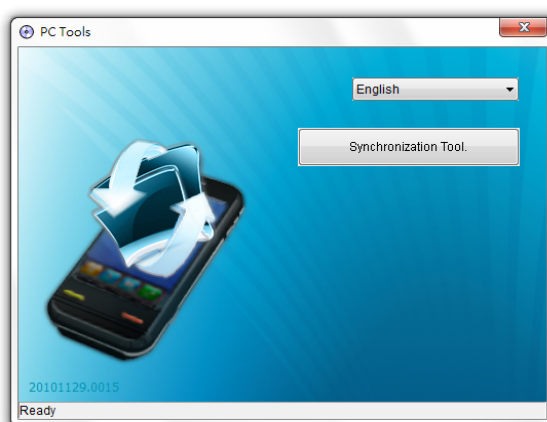 PC Tools
English
Synchronization Tool.
20101129.0015
Ready